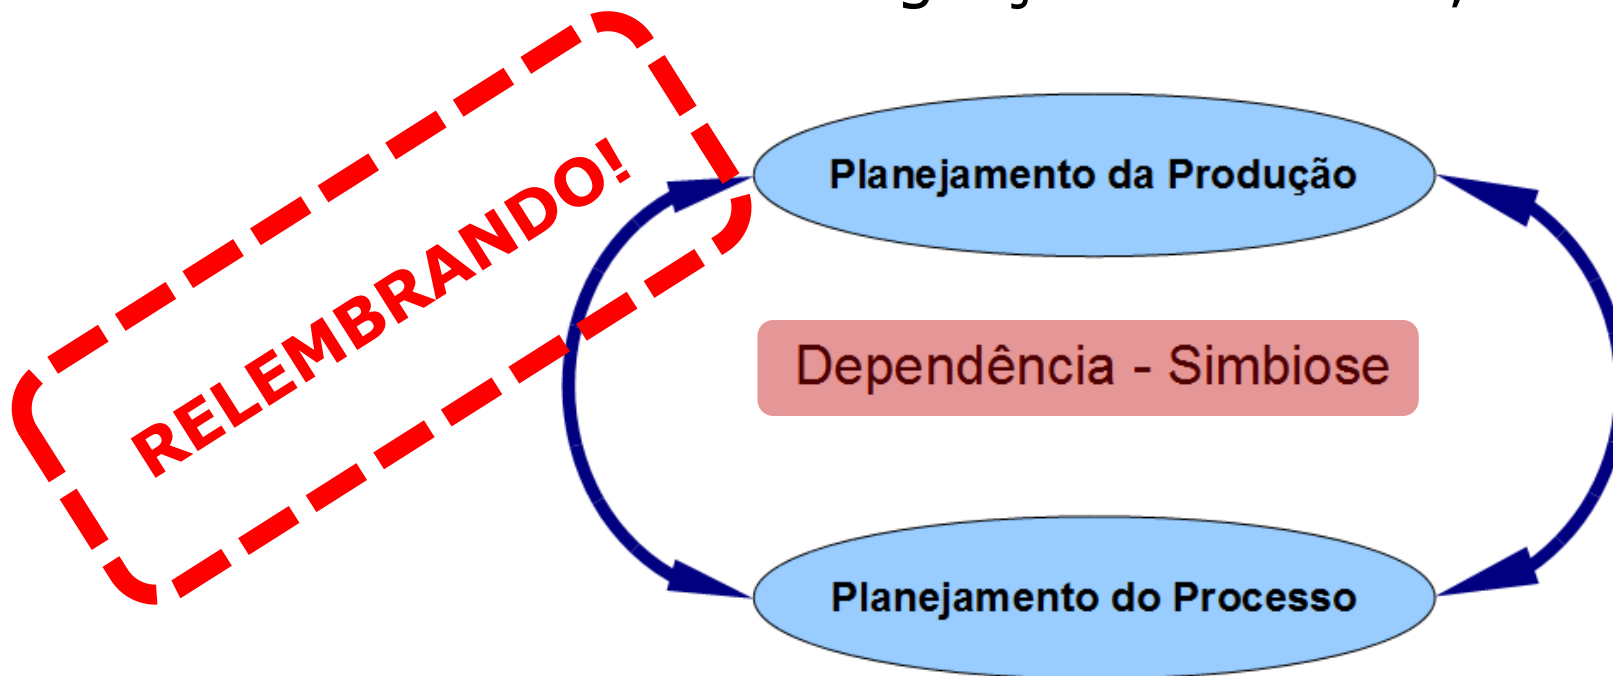 RELEMBRANDO!
Planejamento da Produção
Dependência - Simbiose
Planejamento do Processo